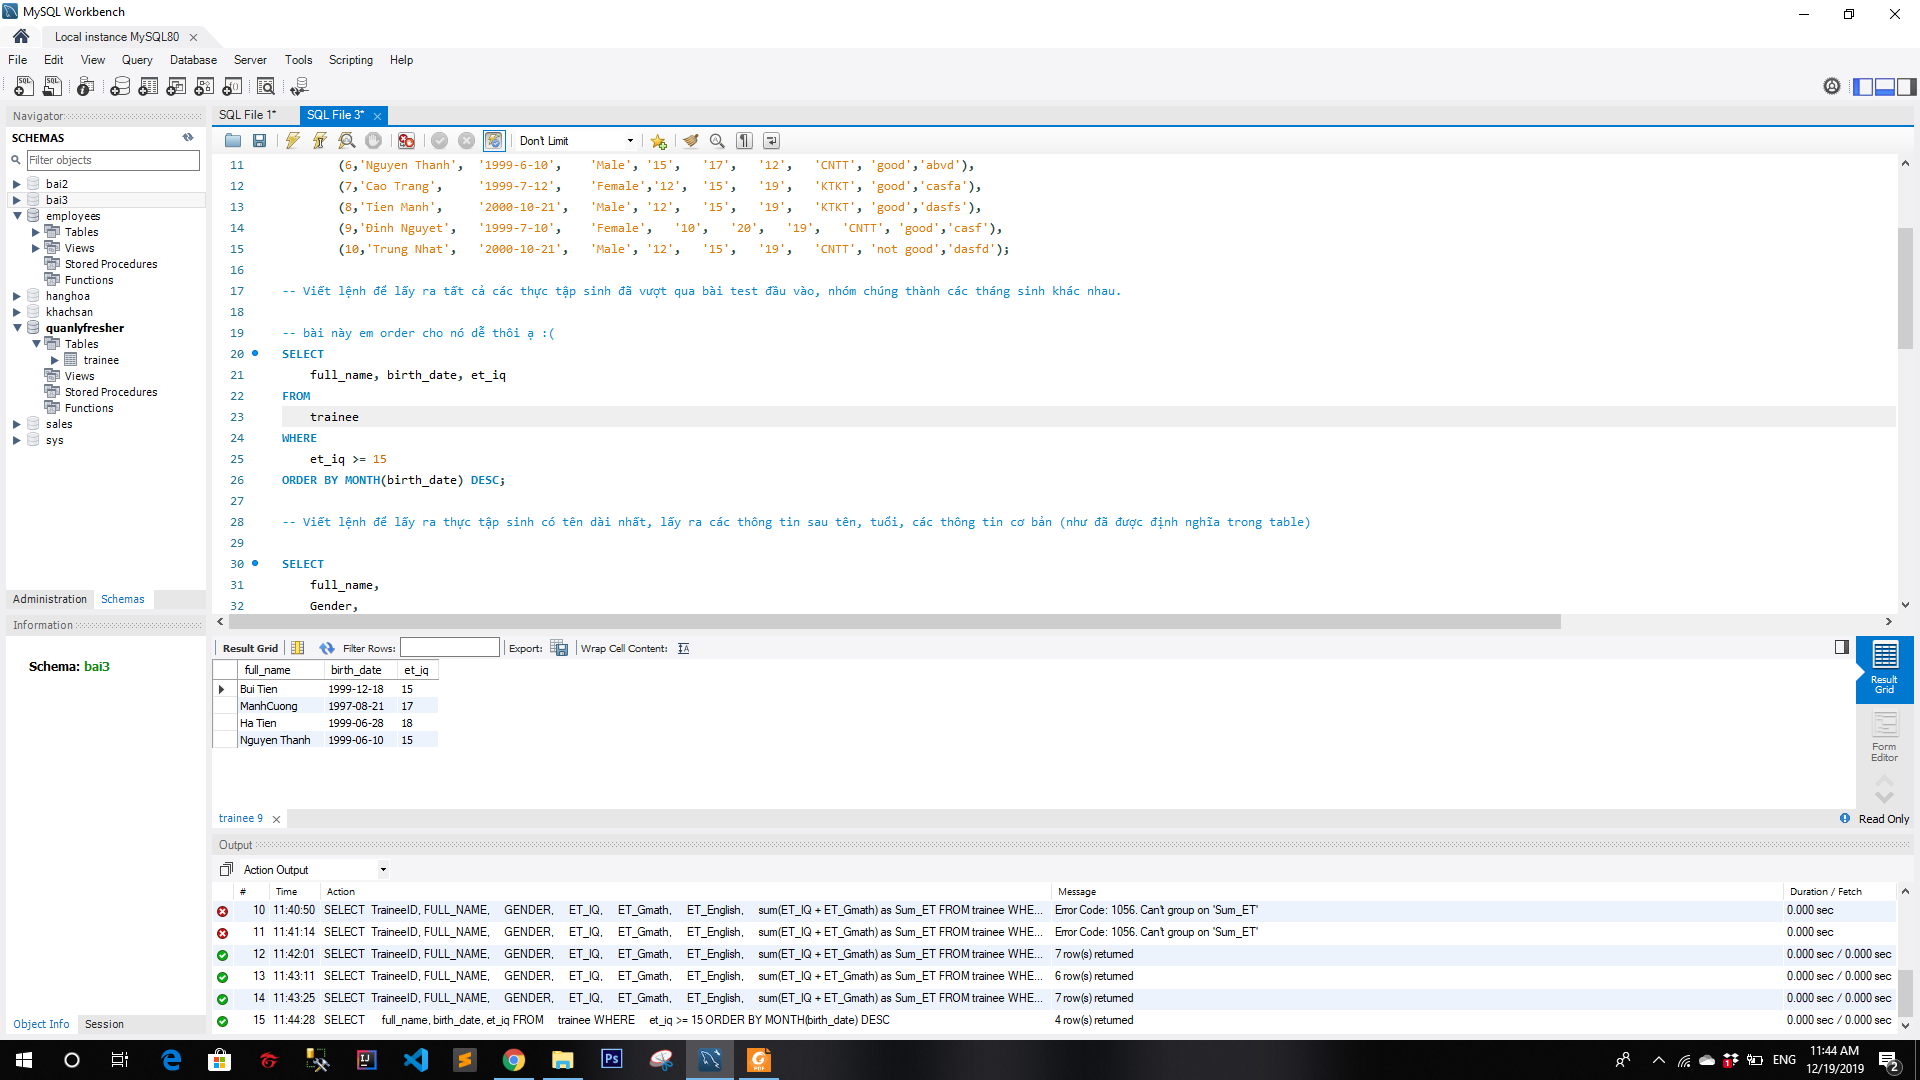 MySQL Workbench
Local instance MySQL80
File Edit View Query Database Server Tools Scripting Help
Navigator
SCHEMAS
Filter objects
bai2
bai3
employees
Tables
Views
Stored Procedures
Functions
hanghoa
khachsan
quanlyfresher
Tables
trainee
Views
Stored Procedures
Functions
sales
sys
Administration Schemas
Information
Schema: bai3
Object Info Session
SQL File 1* SQL File 3*
Don't Limit
11 (6,'Nguyen Thanh', '1999-6-10', 'Male', '15', '17', '12', 'CNTT', 'good','abvd'),
12 (7,'Cao Trang', '1999-7-12', 'Female','12', '15', '19', 'KTKT', 'good','casfa'),
13 (8,'Tien Manh', '2000-10-21', 'Male', '12', '15', '19', 'KTKT', 'good','dasfs'),
14 (9,'Đinh Nguyet', '1999-7-10', 'Female', '10', '20', '19', 'CNTT', 'good','casf'),
15 (10,'Trung Nhat', '2000-10-21', 'Male', '12', '15', '19', 'CNTT', 'not good','dasfd');
16
17 -- Viết lệnh để lấy ra tất cả các thực tập sinh đã vượt qua bài test đầu vào, nhóm chúng thành các tháng sinh khác nhau.
18
19 -- bài này em order cho nó dễ thôi ạ :(
20 SELECT
21 full_name, birth_date, et_iq
22 FROM
23 trainee
24 WHERE
25 et_iq >= 15
26 ORDER BY MONTH(birth_date) DESC;
27
28 -- Viết lệnh để lấy ra thực tập sinh có tên dài nhất, lấy ra các thông tin sau tên, tuổi, các thông tin cơ bản (như đã được định nghĩa trong table)
29
30 SELECT
31 full_name,
32 Gender,
Result Grid Filter Rows: Export: Wrap Cell Content:
full_name birth_date et_iq
Bui Tien 1999-12-18 15
ManhCuong 1997-08-21 17
Ha Tien 1999-06-28 18
Nguyen Thanh 1999-06-10 15
Result Grid
Form Editor
trainee 9
Read Only
Output
Action Output
# Time Action Message Duration / Fetch
10 11:40:50 SELECT TraineeID, FULL_NAME, GENDER, ET_IQ, ET_Gmath, ET_English, sum(ET_IQ + ET_Gmath) as Sum_ET FROM trainee WHE... Error Code: 1056. Can't group on 'Sum_ET' 0.000 sec
11 11:41:14 SELECT TraineeID, FULL_NAME, GENDER, ET_IQ, ET_Gmath, ET_English, sum(ET_IQ + ET_Gmath) as Sum_ET FROM trainee WHE... Error Code: 1056. Can't group on 'Sum_ET' 0.000 sec
12 11:42:01 SELECT TraineeID, FULL_NAME, GENDER, ET_IQ, ET_Gmath, ET_English, sum(ET_IQ + ET_Gmath) as Sum_ET FROM trainee WHE... 7 row(s) returned 0.000 sec / 0.000 sec
13 11:43:11 SELECT TraineeID, FULL_NAME, GENDER, ET_IQ, ET_Gmath, ET_English, sum(ET_IQ + ET_Gmath) as Sum_ET FROM trainee WHE... 6 row(s) returned 0.000 sec / 0.000 sec
14 11:43:25 SELECT TraineeID, FULL_NAME, GENDER, ET_IQ, ET_Gmath, ET_English, sum(ET_IQ + ET_Gmath) as Sum_ET FROM trainee WHE... 7 row(s) returned 0.000 sec / 0.000 sec
15 11:44:28 SELECT full_name, birth_date, et_iq FROM trainee WHERE et_iq >= 15 ORDER BY MONTH(birth_date) DESC 4 row(s) returned 0.000 sec / 0.000 sec
ENG
11:44 AM
12/19/2019
2